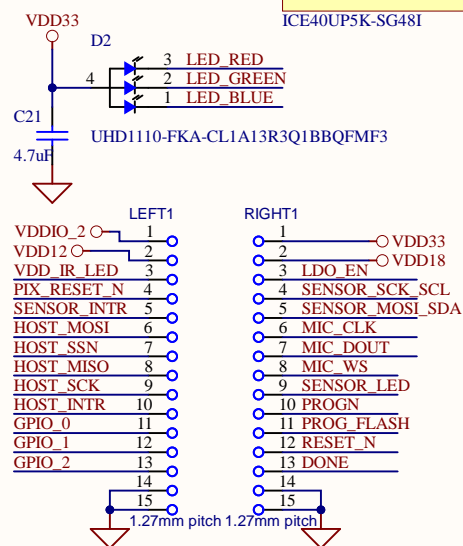 ICE40UP5K-SG48I
VDD33
D2
3 LED_RED
4 2 LED_GREEN
1 LED_BLUE
C21
UHD1110-FKA-CL1A13R3Q1BBQFMF3
4.7uF
LEFT1
VDDIO_2 1
VDD12 2
VDD_IR_LED 3
PIX_RESET_N 4
SENSOR_INTR 5
HOST_MOSI 6
HOST_SSN 7
HOST_MISO 8
HOST_SCK 9
HOST_INTR 10
GPIO_0 11
GPIO_1 12
GPIO_2 13
14
15
1.27mm pitch
RIGHT1
1 VDD33
2 VDD18
3 LDO_EN
4 SENSOR_SCK_SCL
5 SENSOR_MOSI_SDA
6 MIC_CLK
7 MIC_DOUT
8 MIC_WS
9 SENSOR_LED
10 PROGN
11 PROG_FLASH
12 RESET_N
13 DONE
14
15
1.27mm pitch